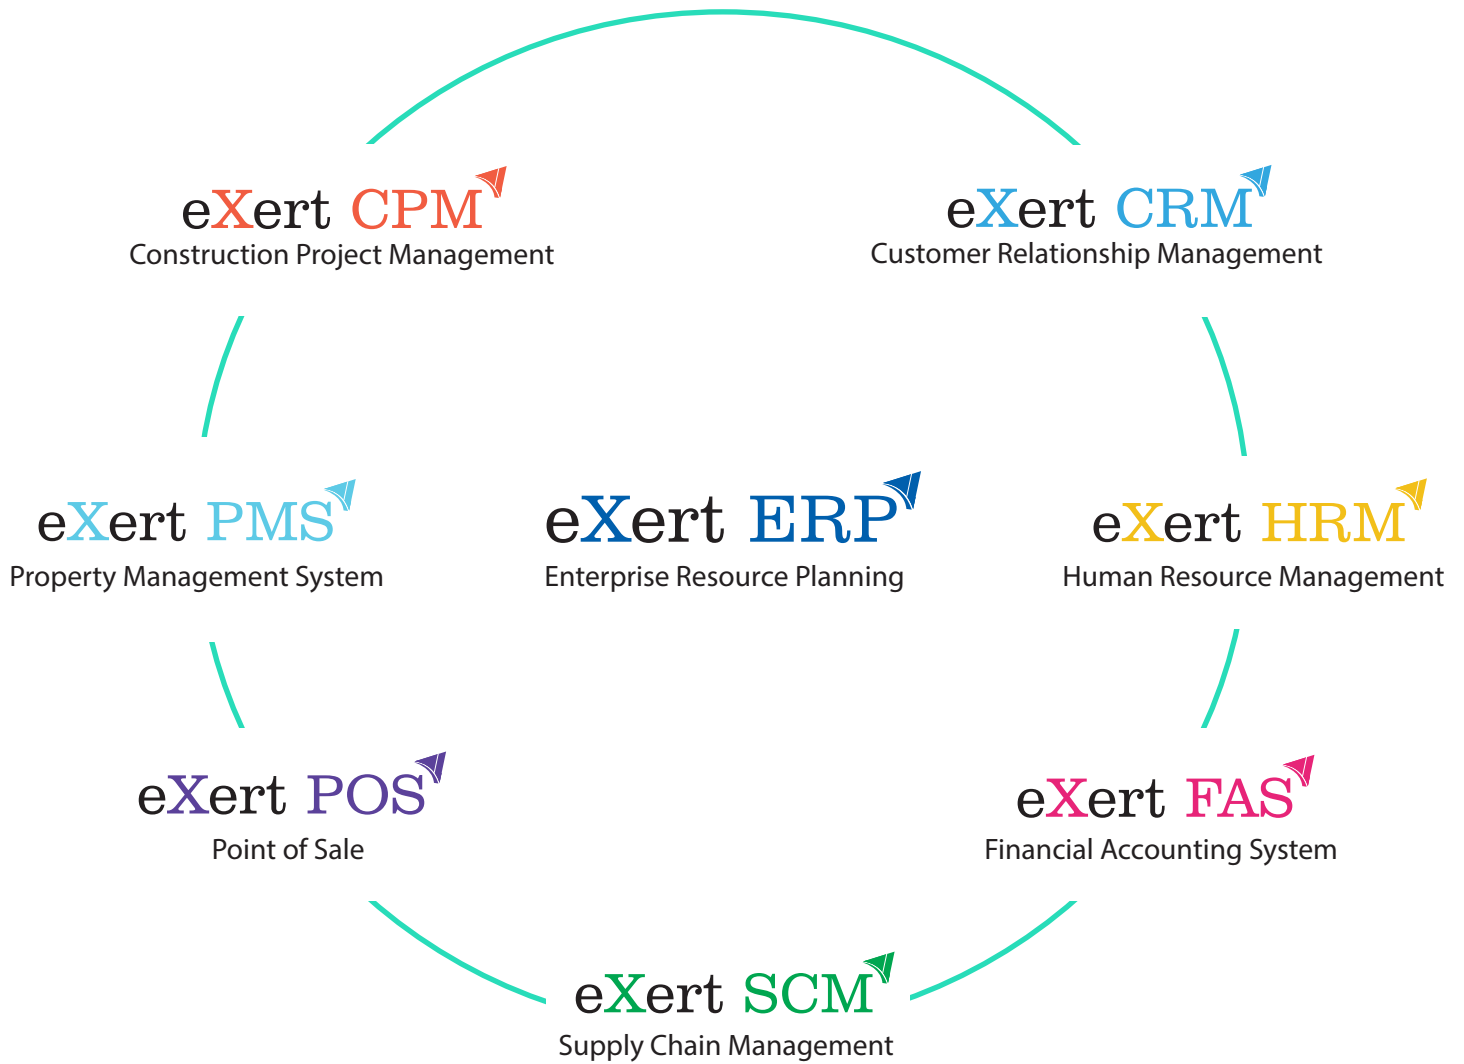 eXert CPM
Construction Project Management
eXert CRM
Customer Relationship Management
eXert PMS
Property Management System
eXert ERP
Enterprise Resource Planning
eXert HRM
Human Resource Management
eXert POS
Point of Sale
eXert FAS
Financial Accounting System
eXert SCM
Supply Chain Management